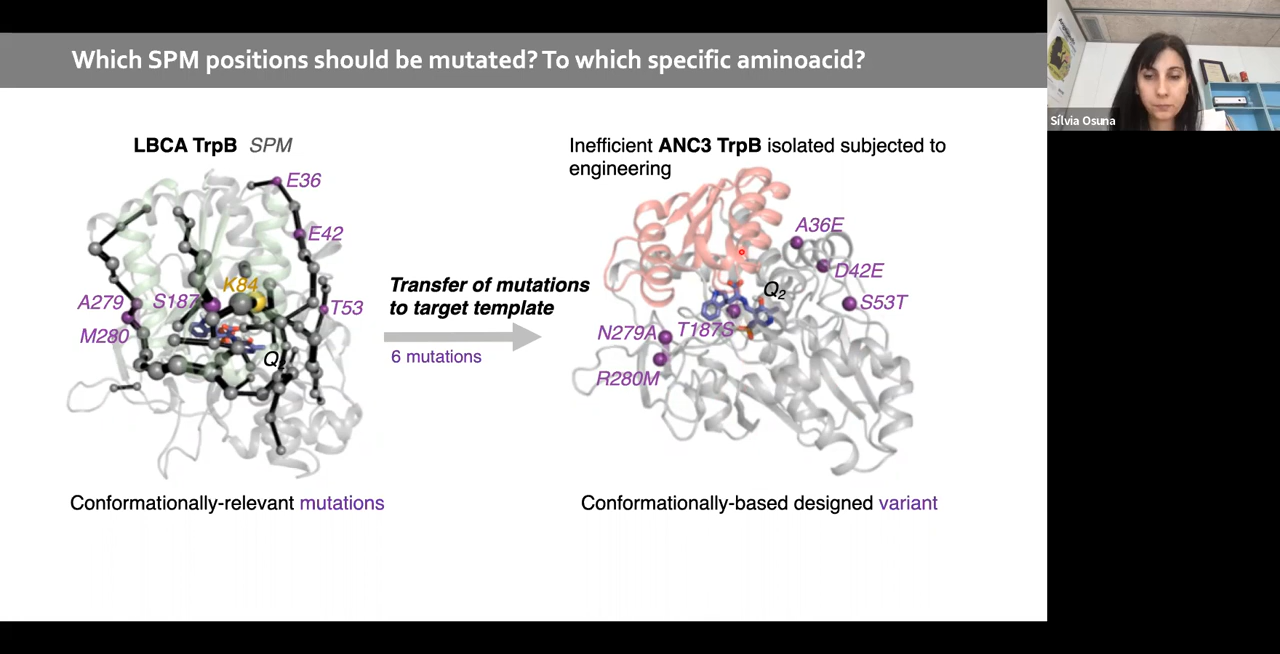 Which SPM positions should be mutated? To which specific aminoacid?
Sílvia Osuna
LBCA TrpB SPM
E36
E42
K84
A279
S187
T53
M280
Q
Transfer of mutations
to target template
6 mutations
Inefficient ANC3 TrpB isolated subjected to
engineering
A36E
D42E
Q2
S53T
N279A
T187S
R280M
Conformationally-relevant mutations
Conformationally-based designed variant